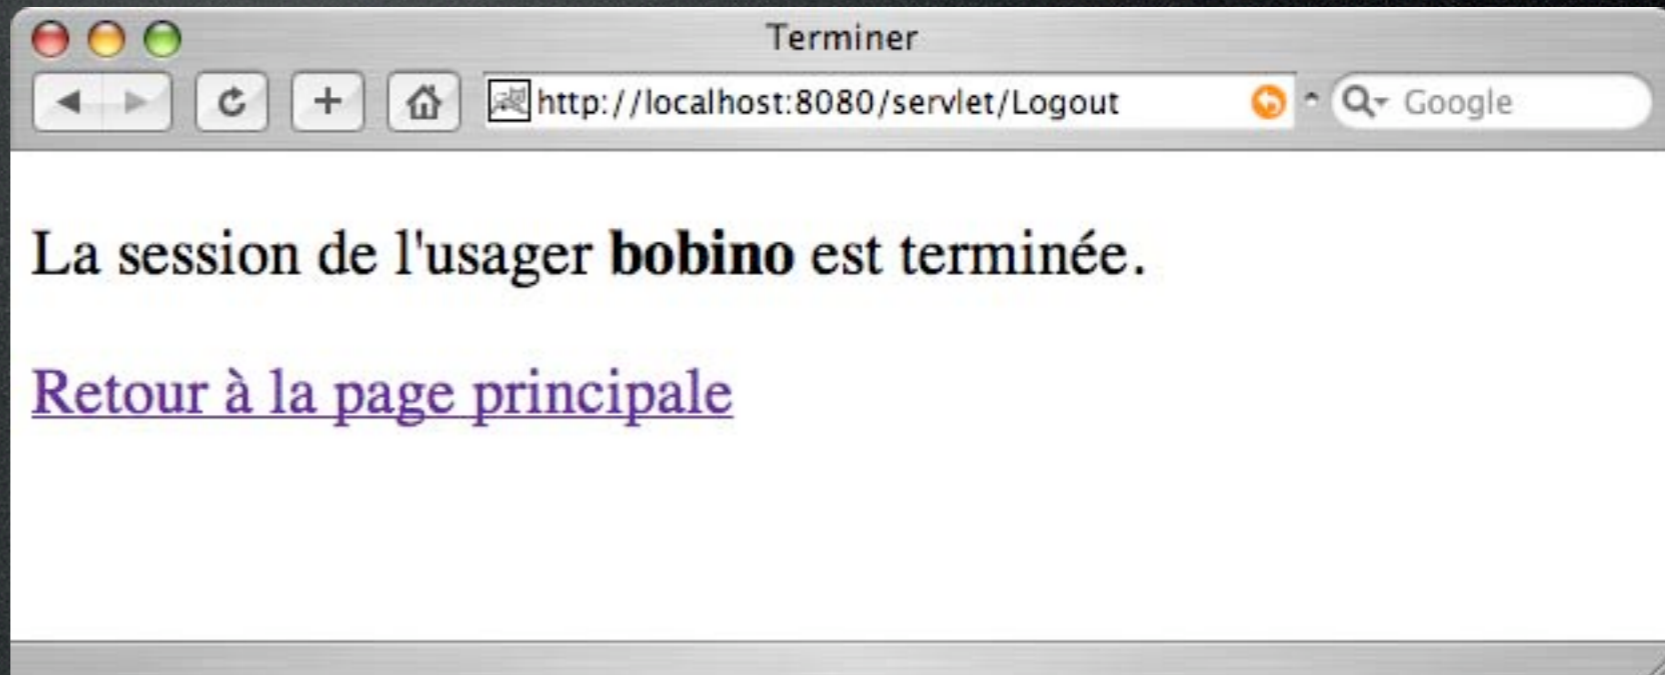 Terminer
http://localhost:8080/servlet/Logout
Google
La session de l'usager bobino est terminée.
Retour à la page principale